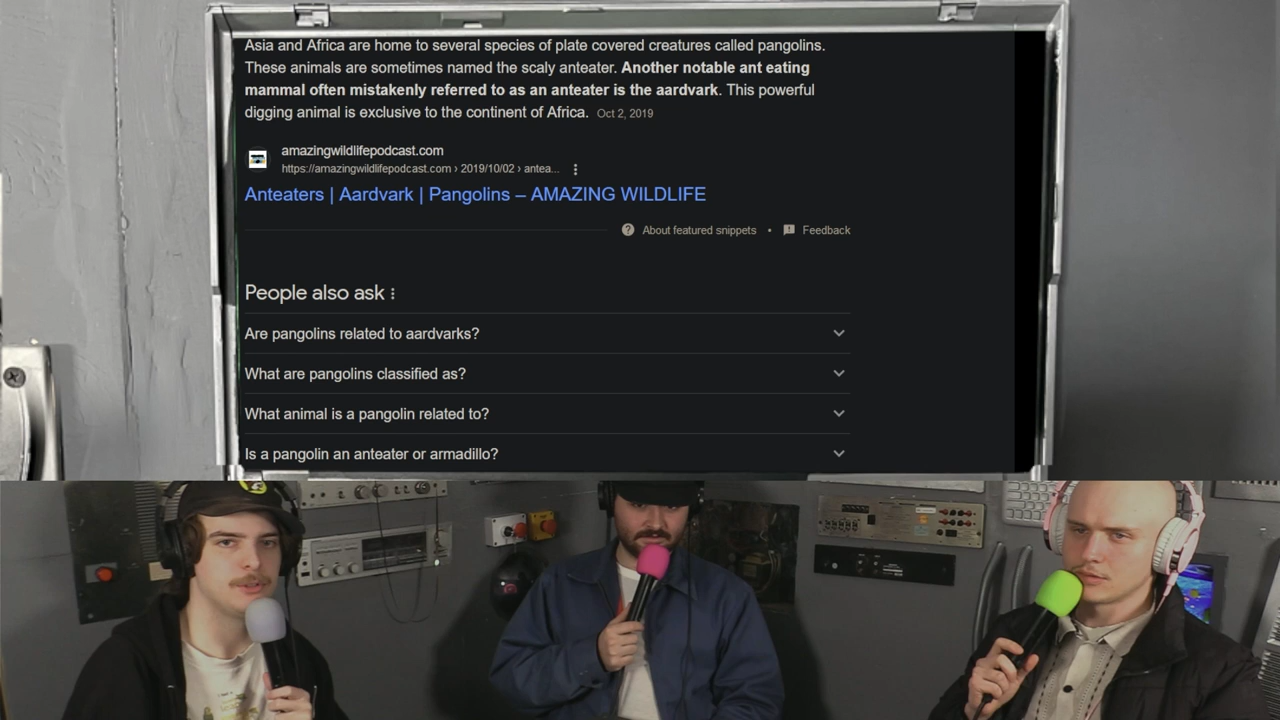 Asia and Africa are home to several species of plate covered creatures called pangolins.
These animals are sometimes named the scaly anteater. Another notable ant eating
mammal often mistakenly referred to as an anteater is the aardvark. This powerful
digging animal is exclusive to the continent of Africa. Oct 2, 2019
amazingwildlifepodcast.com
https://amazingwildlifepodcast.com › 2019/10/02 › antea...
Anteaters | Aardvark | Pangolins – AMAZING WILDLIFE
About featured snippets • Feedback
People also ask
Are pangolins related to aardvarks?
What are pangolins classified as?
What animal is a pangolin related to?
Is a pangolin an anteater or armadillo?